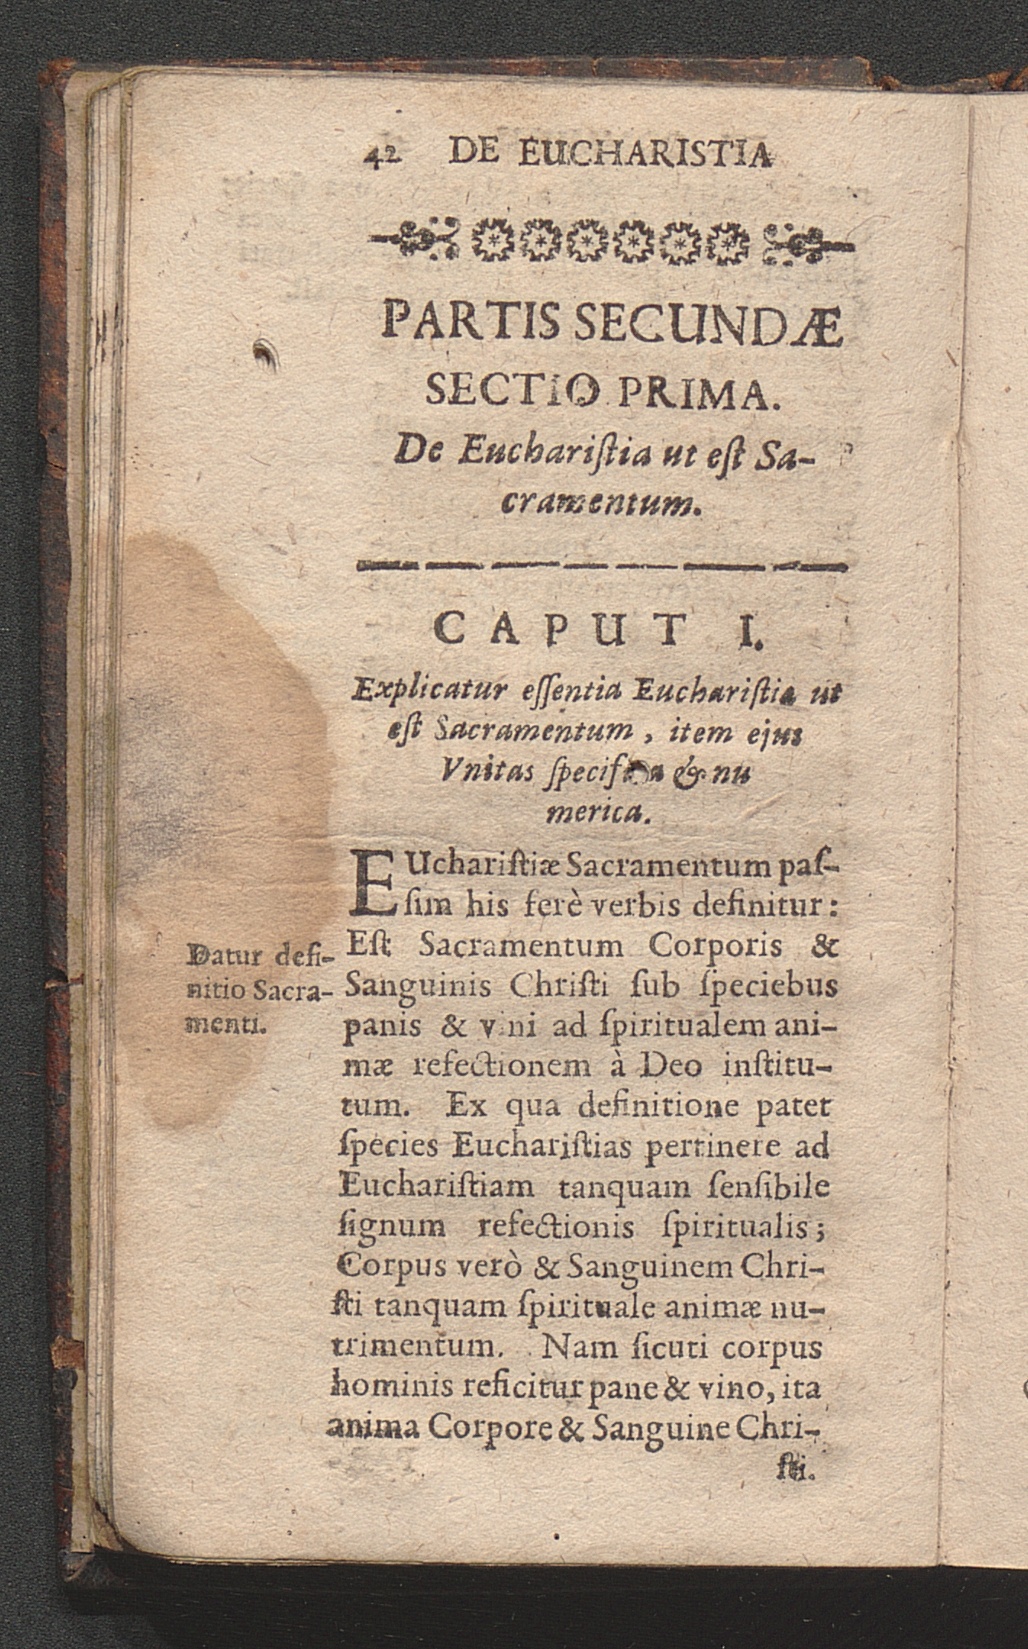 42 DE EUCHARISTIA
PARTIS SECUNDÆ
SECTIO PRIMA.
De Euchariſtia ut eſt Sa-
cramentum.
CAPUT I.
Explicatur eſſentia Euchariſtia ut
eſt Sacramentum, item ejus
Vnitas & nu
merica.
EUchariſtiæ Sacramentum paſ-
ſim his ferè verbis definitur:
Eſt Sacramentum Corporis &
Sanguinis Chriſti ſub ſpeciebus
panis & vini ad ſpiritualem ani-
mæ refectionem à Deo inſtitu-
tum. Ex qua definitione patet
ſpecies Euchariſtias pertinere ad
Euchariſtiam tanquam ſenſibile
ſignum refectionis ſpiritualis;
Corpus verò & Sanguinem Chri-
ſti tanquam ſpirituale animæ nu-
trimentum. Nam ſicuti corpus
hominis reficitur pane & vino, ita
anima Corpore & Sanguine Chri-
ſti.
Datur defi-
nitio Sacra-
menti.